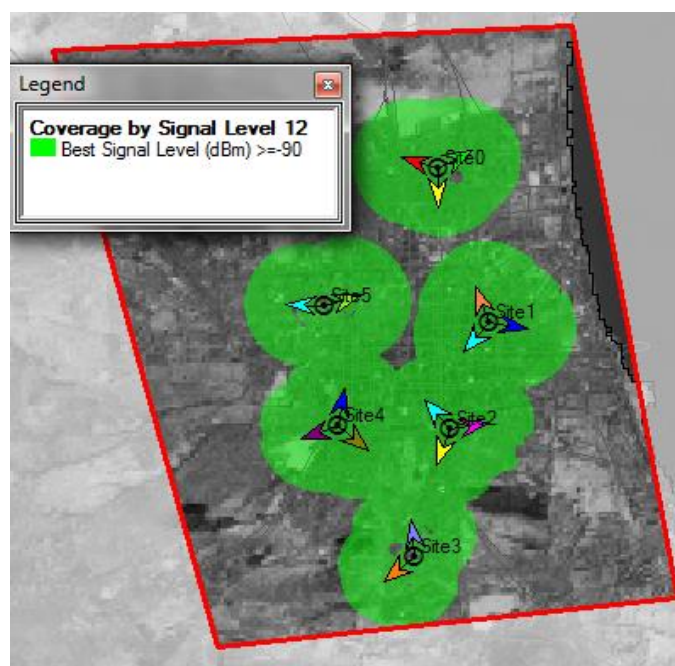 Legend
Coverage by Signal Level 12
Best Signal Level (dBm) >=-90
Site0
Site5
Site1
Site4
Site2
Site3